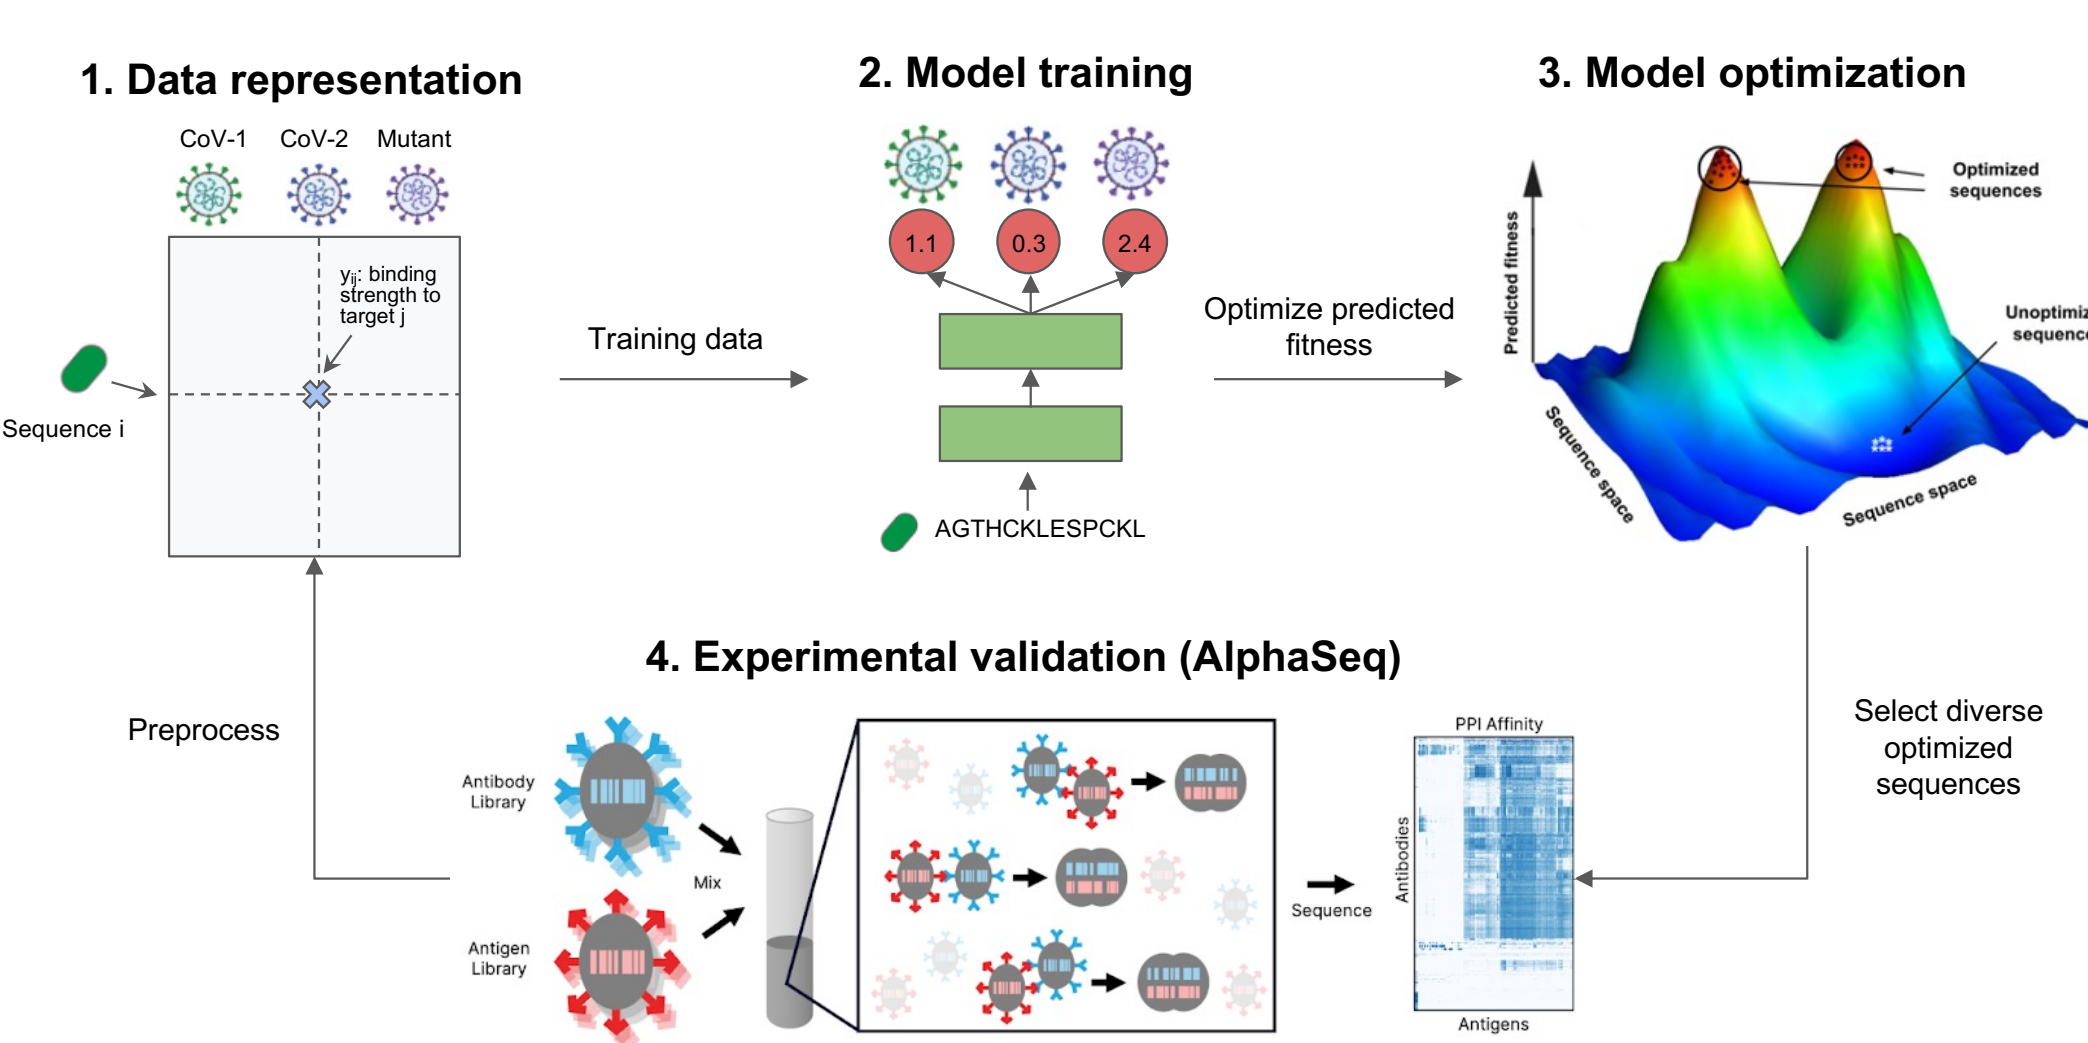 1. Data representation
CoV-1
CoV-2
Mutant
yij: binding
strength to
target j
Sequence i
Training data
2. Model training
1.1
0.3
2.4
AGTHCKLESPCKL
Optimize predicted
fitness
3. Model optimization
Optimized
sequences
Predicted fitness
Unoptimiz
sequence
Sequence space
Sequence space
4. Experimental validation (AlphaSeq)
Preprocess
Antibody
Library
Antigen
Library
Mix
Sequence
PPI Affinity
Antibodies
Antigens
Select diverse
optimized
sequences